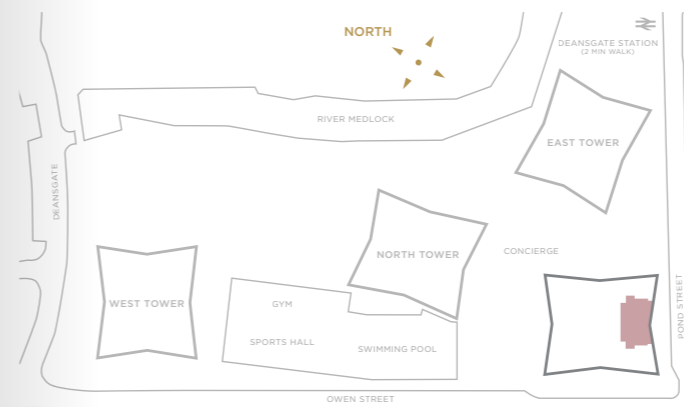 NORTH
DEANSGATE STATION
(2 MIN WALK)
RIVER MEDLOCK
EAST TOWER
DEANSGATE
NORTH TOWER
CONCIERGE
WEST TOWER
GYM
SPORTS HALL
SWIMMING POOL
POND STREET
OWEN STREET